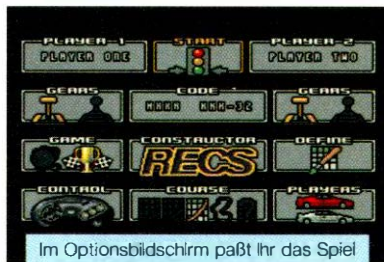 PLAYER-1 START PLAYER-2
PLAYER ONE PLAYER TWO
GEARS CODE GEARS
GAME CONSTRUCTOR DEFINE
RECS
CONTROL COURSE PLAYERS
Im Optionsbildschirm paßt Ihr das Spiel